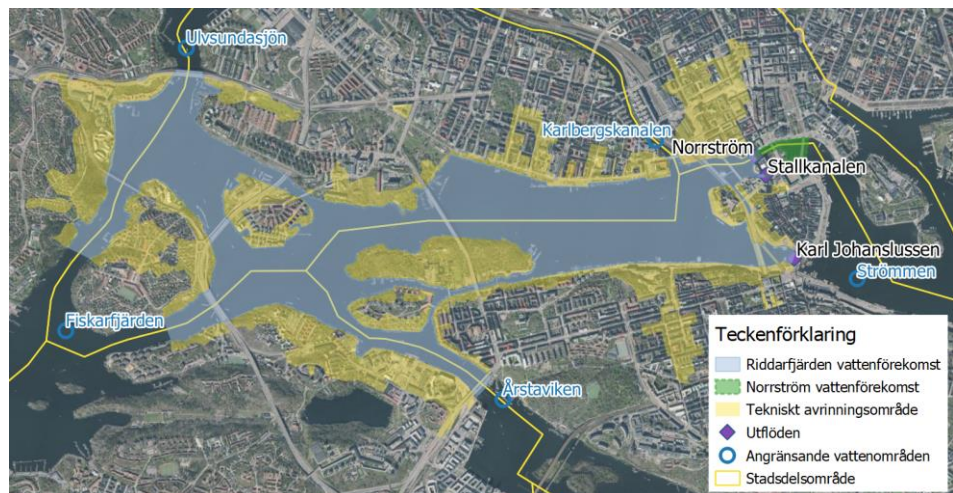 Ulvsundasjön
Karlbergskanalen
Norrström
Stallkanalen
Karl Johanslussen
Strömmen
Fiskarfjärden
Årstaviken
Teckenförklaring
Riddarfjärden vattenförekomst
Norrström vattenförekomst
Tekniskt avrinningsområde
Utflöden
Angränsande vattenområden
Stadsdelsområde